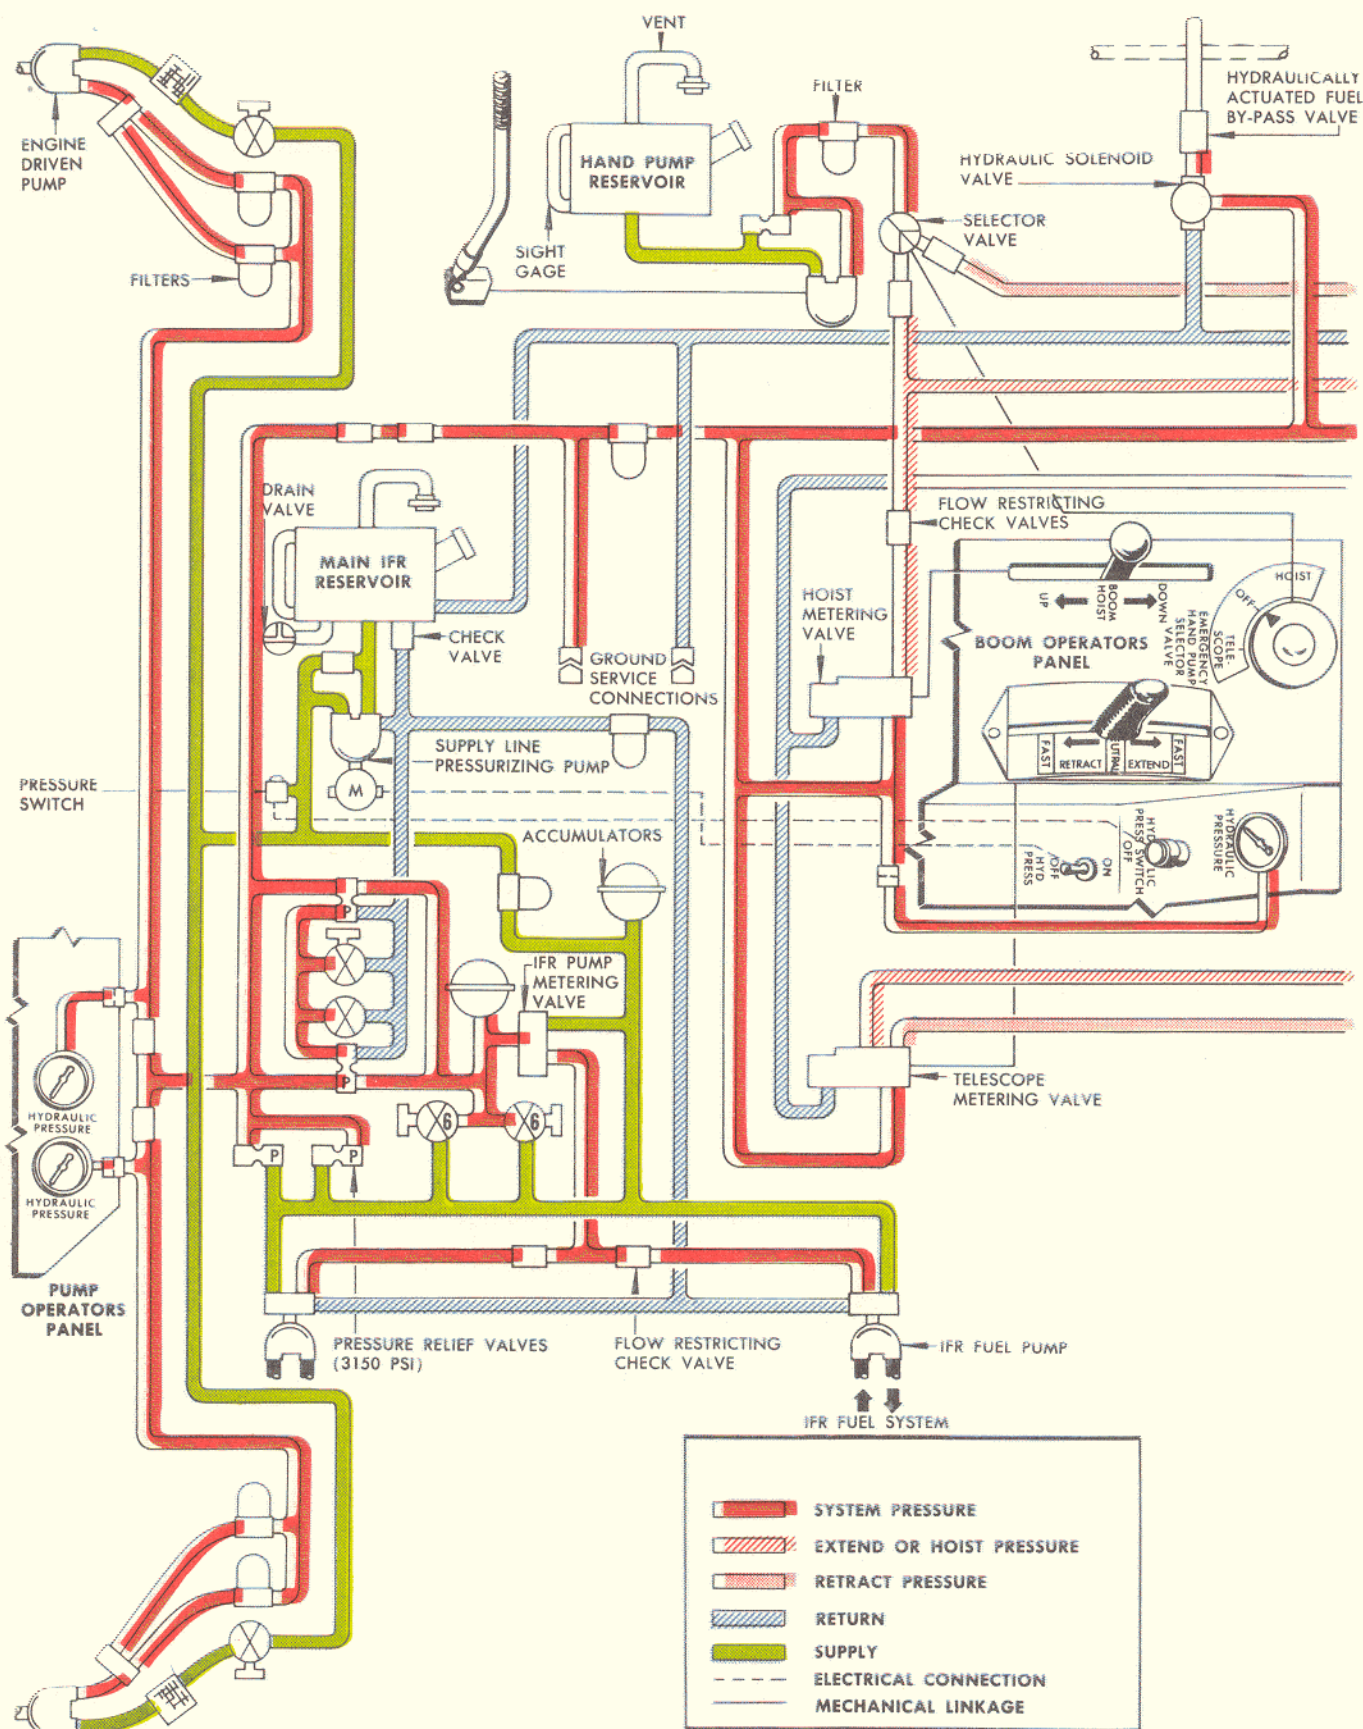 VENT
FILTER
HYDRAULICALLY
ACTUATED FUEL
BY-PASS VALVE
ENGINE
DRIVEN
PUMP
HAND PUMP
RESERVOIR
HYDRAULIC SOLENOID
VALVE
SELECTOR
VALVE
SIGHT
GAGE
FILTERS
DRAIN
VALVE
MAIN IFR
RESERVOIR
FLOW RESTRICTING
CHECK VALVES
HOIST
OFF
TELE-
SCOPE
EMERGENCY
HAND PUMP
SELECTOR
VALVE
UP
BOOM
HOIST
DOWN
HOIST
METERING
VALVE
BOOM OPERATORS
PANEL
CHECK
VALVE
GROUND
SERVICE
CONNECTIONS
FAST
RETRACT
NEUTRAL
EXTEND
FAST
SUPPLY LINE
PRESSURIZING PUMP
M
PRESSURE
SWITCH
ACCUMULATORS
HYD
PRESS
OFF
ON
HYDRAULIC
PRESS SWITCH
OFF
HYDRAULIC
PRESSURE
P
IFR PUMP
METERING
VALVE
P
HYDRAULIC
PRESSURE
TELESCOPE
METERING VALVE
6
6
P
P
HYDRAULIC
PRESSURE
PUMP
OPERATORS
PANEL
PRESSURE RELIEF VALVES
(3150 PSI)
FLOW RESTRICTING
CHECK VALVE
IFR FUEL PUMP
IFR FUEL SYSTEM
SYSTEM PRESSURE
EXTEND OR HOIST PRESSURE
RETRACT PRESSURE
RETURN
SUPPLY
ELECTRICAL CONNECTION
MECHANICAL LINKAGE